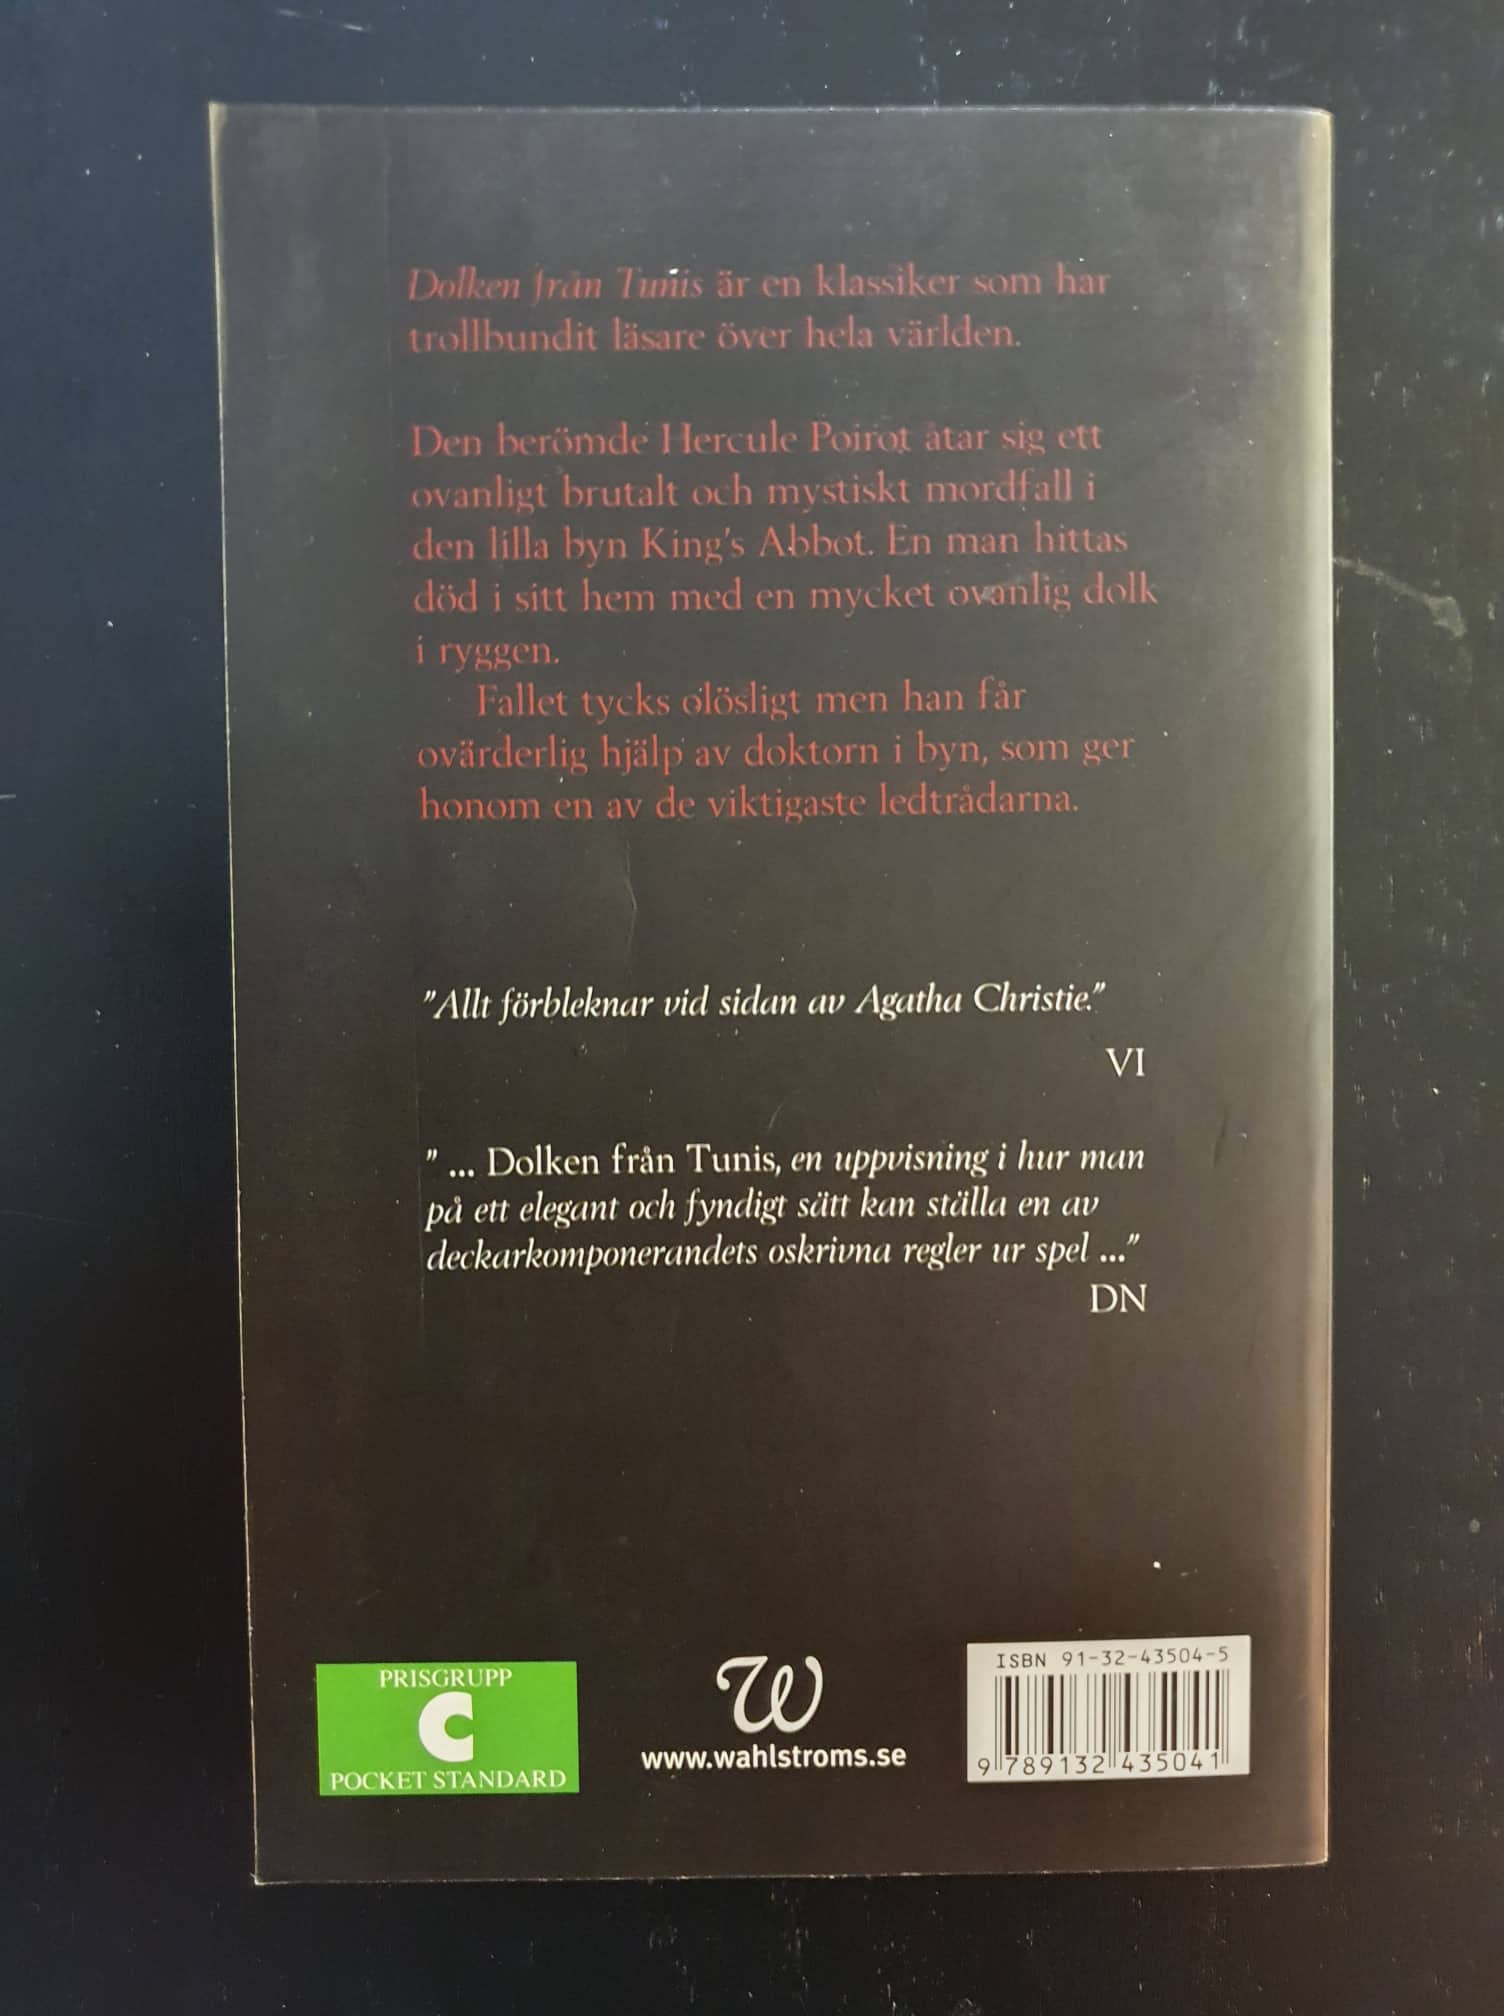 Dolken från Tunis är en klassiker som har
trollbundit läsare över hela världen.
Den berömde Hercule Poirot åtar sig ett
ovanligt brutalt och mystiskt mordfall i
den lilla byn King's Abbot. En man hittas
död i sitt hem med en mycket ovanlig dolk
i ryggen.
Fallet tycks olösligt men han får
ovärderlig hjälp av doktorn i byn, som ger
honom en av de viktigaste ledtrådarna.
"Allt förbleknar vid sidan av Agatha Christie."
VI
" ... Dolken från Tunis, en uppvisning i hur man
på ett elegant och fyndigt sätt kan ställa en av
deckarkomponerandets oskrivna regler ur spel ..."
DN
PRISGRUPP
C
POCKET STANDARD
W
www.wahlstroms.se
ISBN 91-32-43504-5
9 789132 435041